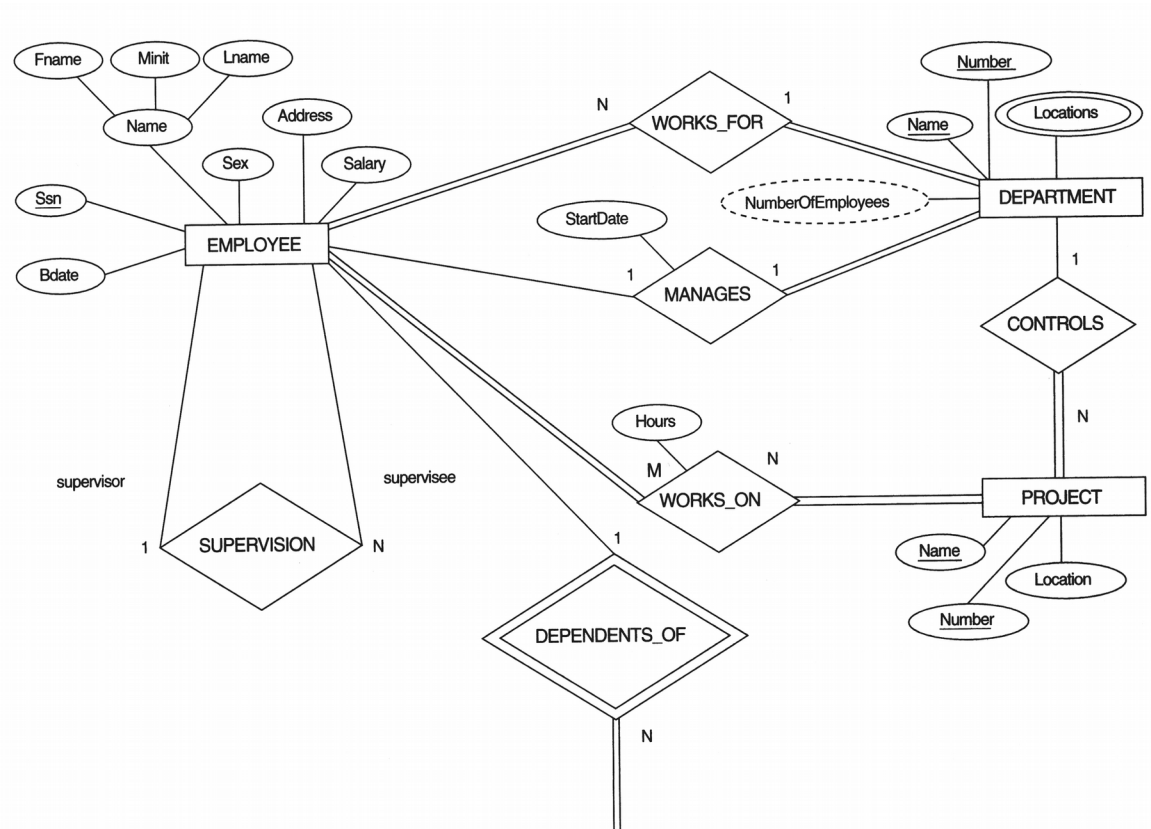 Fname
Minit
Lname
Name
Address
Sex
Salary
Ssn
Bdate
EMPLOYEE
N
WORKS_FOR
1
Number
Name
Locations
NumberOfEmployees
DEPARTMENT
StartDate
1
MANAGES
1
1
CONTROLS
N
Hours
M
WORKS_ON
N
PROJECT
Name
Location
Number
supervisor
supervisee
1
SUPERVISION
N
1
DEPENDENTS_OF
N